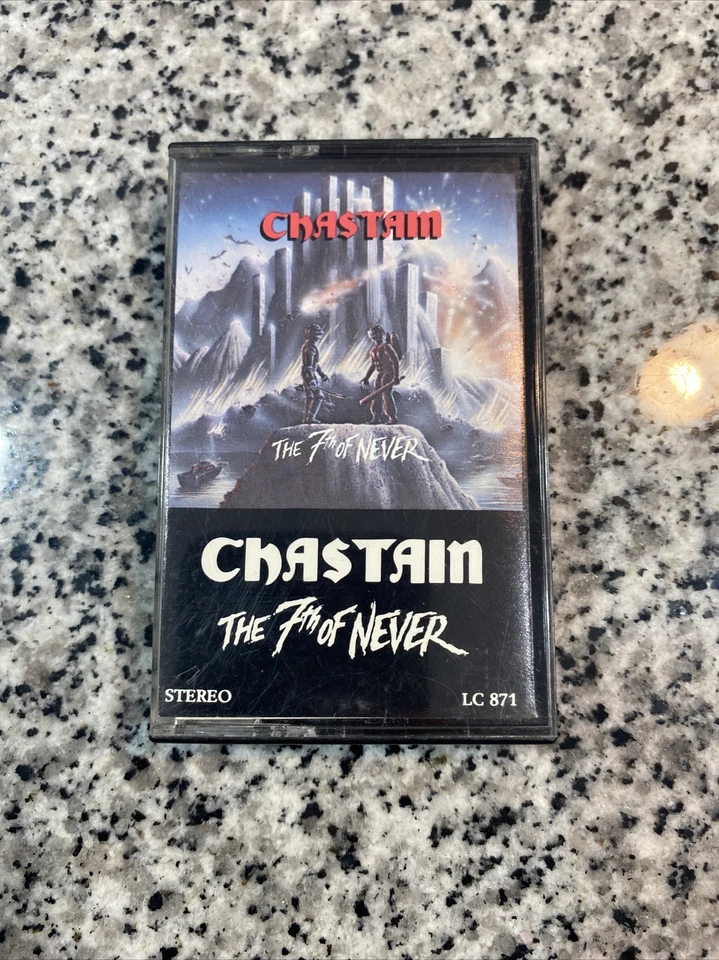 CHASTAIN
THE 7th OF NEVER
CHASTAIN
THE 7th OF NEVER
STEREO
LC 871